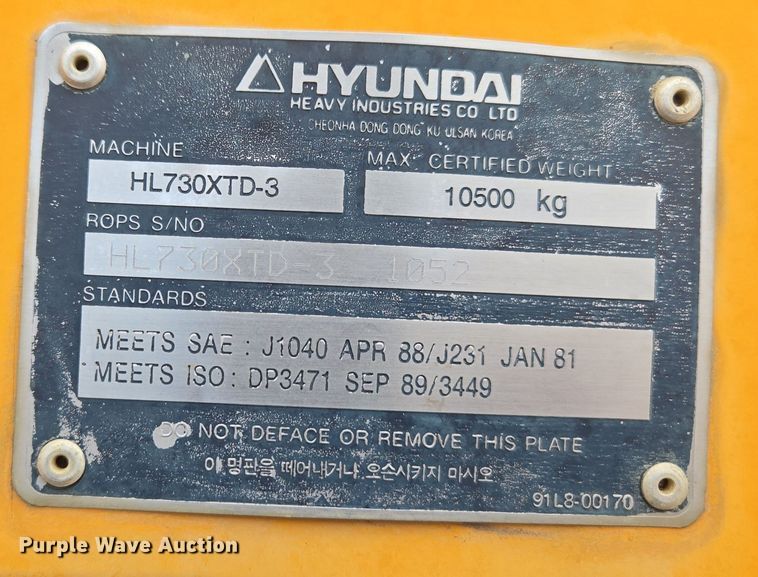 HYUNDAI
HEAVY INDUSTRIES CO LTD
CHEONHA DONG DONG KU ULSAN KOREA
MACHINE
MAX CERTIFIED WEIGHT
HL730XTD-3
10500 kg
ROPS S/NO
HL730XTD-3 1052
STANDARDS
MEETS SAE : J1040 APR 88/J231 JAN 81
MEETS ISO : DP3471 SEP 89/3449
DO NOT DEFACE OR REMOVE THIS PLATE
이 명판을 떼어내거나 오손시키지 마시오
91L8-00170
Purple Wave Auction